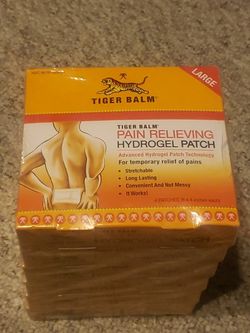 LARGE
TIGER BALM
TIGER BALM
PAIN RELIEVING
HYDROGEL PATCH
Advanced Hydrogel Patch Technology
For temporary relief of pains
• Stretchable
• Long Lasting
• Convenient And Not Messy
• It Works!